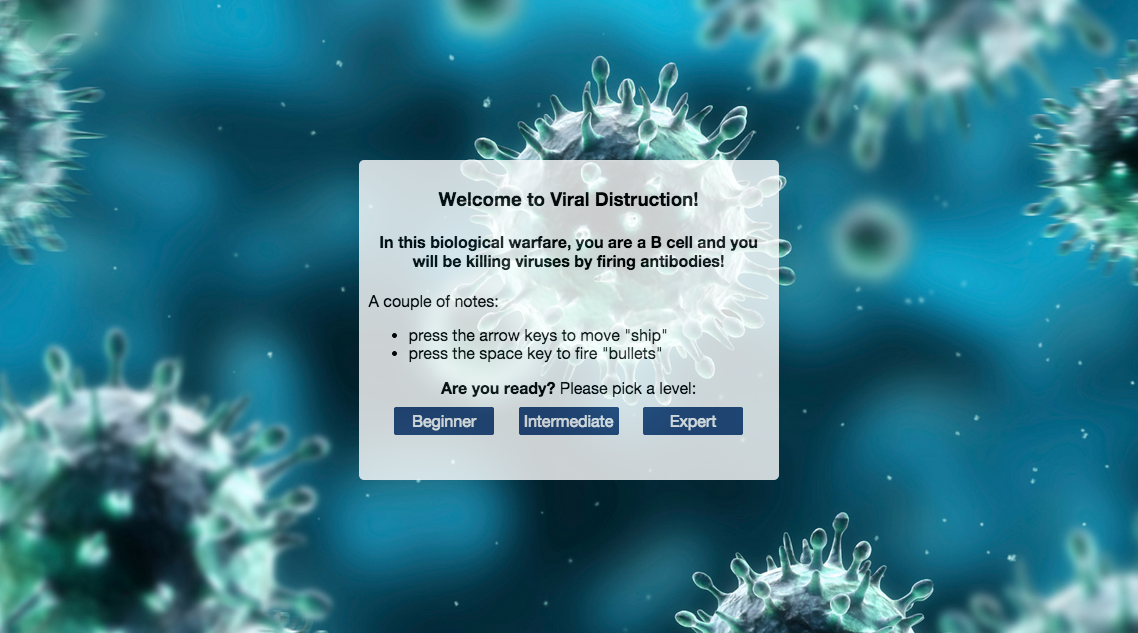 Welcome to Viral Distruction!
In this biological warfare, you are a B cell and you
will be killing viruses by firing antibodies!
A couple of notes:
• press the arrow keys to move "ship"
• press the space key to fire "bullets"
Are you ready? Please pick a level:
Beginner Intermediate Expert